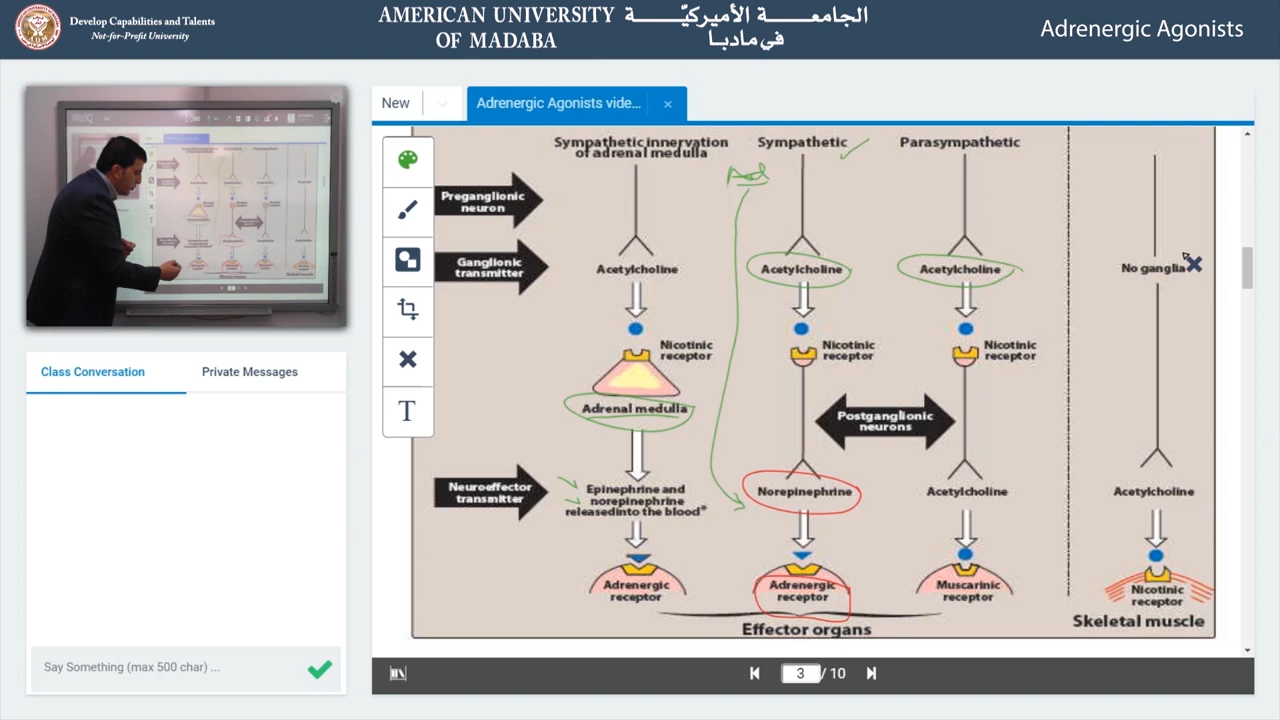 Develop Capabilities and Talents
Not-for-Profit University
AMERICAN UNIVERSITY
OF MADABA
الجامعــــــة الأميركيّـــــــة
في مادبـا
Adrenergic Agonists
New
Adrenergic Agonists vide...
Sympathetic innervation
of adrenal medulla
Sympathetic
Parasympathetic
Preganglionic
neuron
Ganglionic
transmitter
Acetylcholine
Acetylcholine
Acetylcholine
No ganglia
Nicotinic
receptor
Nicotinic
receptor
Nicotinic
receptor
Adrenal medulla
Postganglionic
neurons
Neuroeffector
transmitter
Epinephrine and
norepinephrine
releasedinto the blood*
Norepinephrine
Acetylcholine
Acetylcholine
Adrenergic
receptor
Adrenergic
receptor
Muscarinic
receptor
Nicotinic
receptor
Effector organs
Skeletal muscle
Class Conversation
Private Messages
Say Something (max 500 char) ...
T
3 / 10